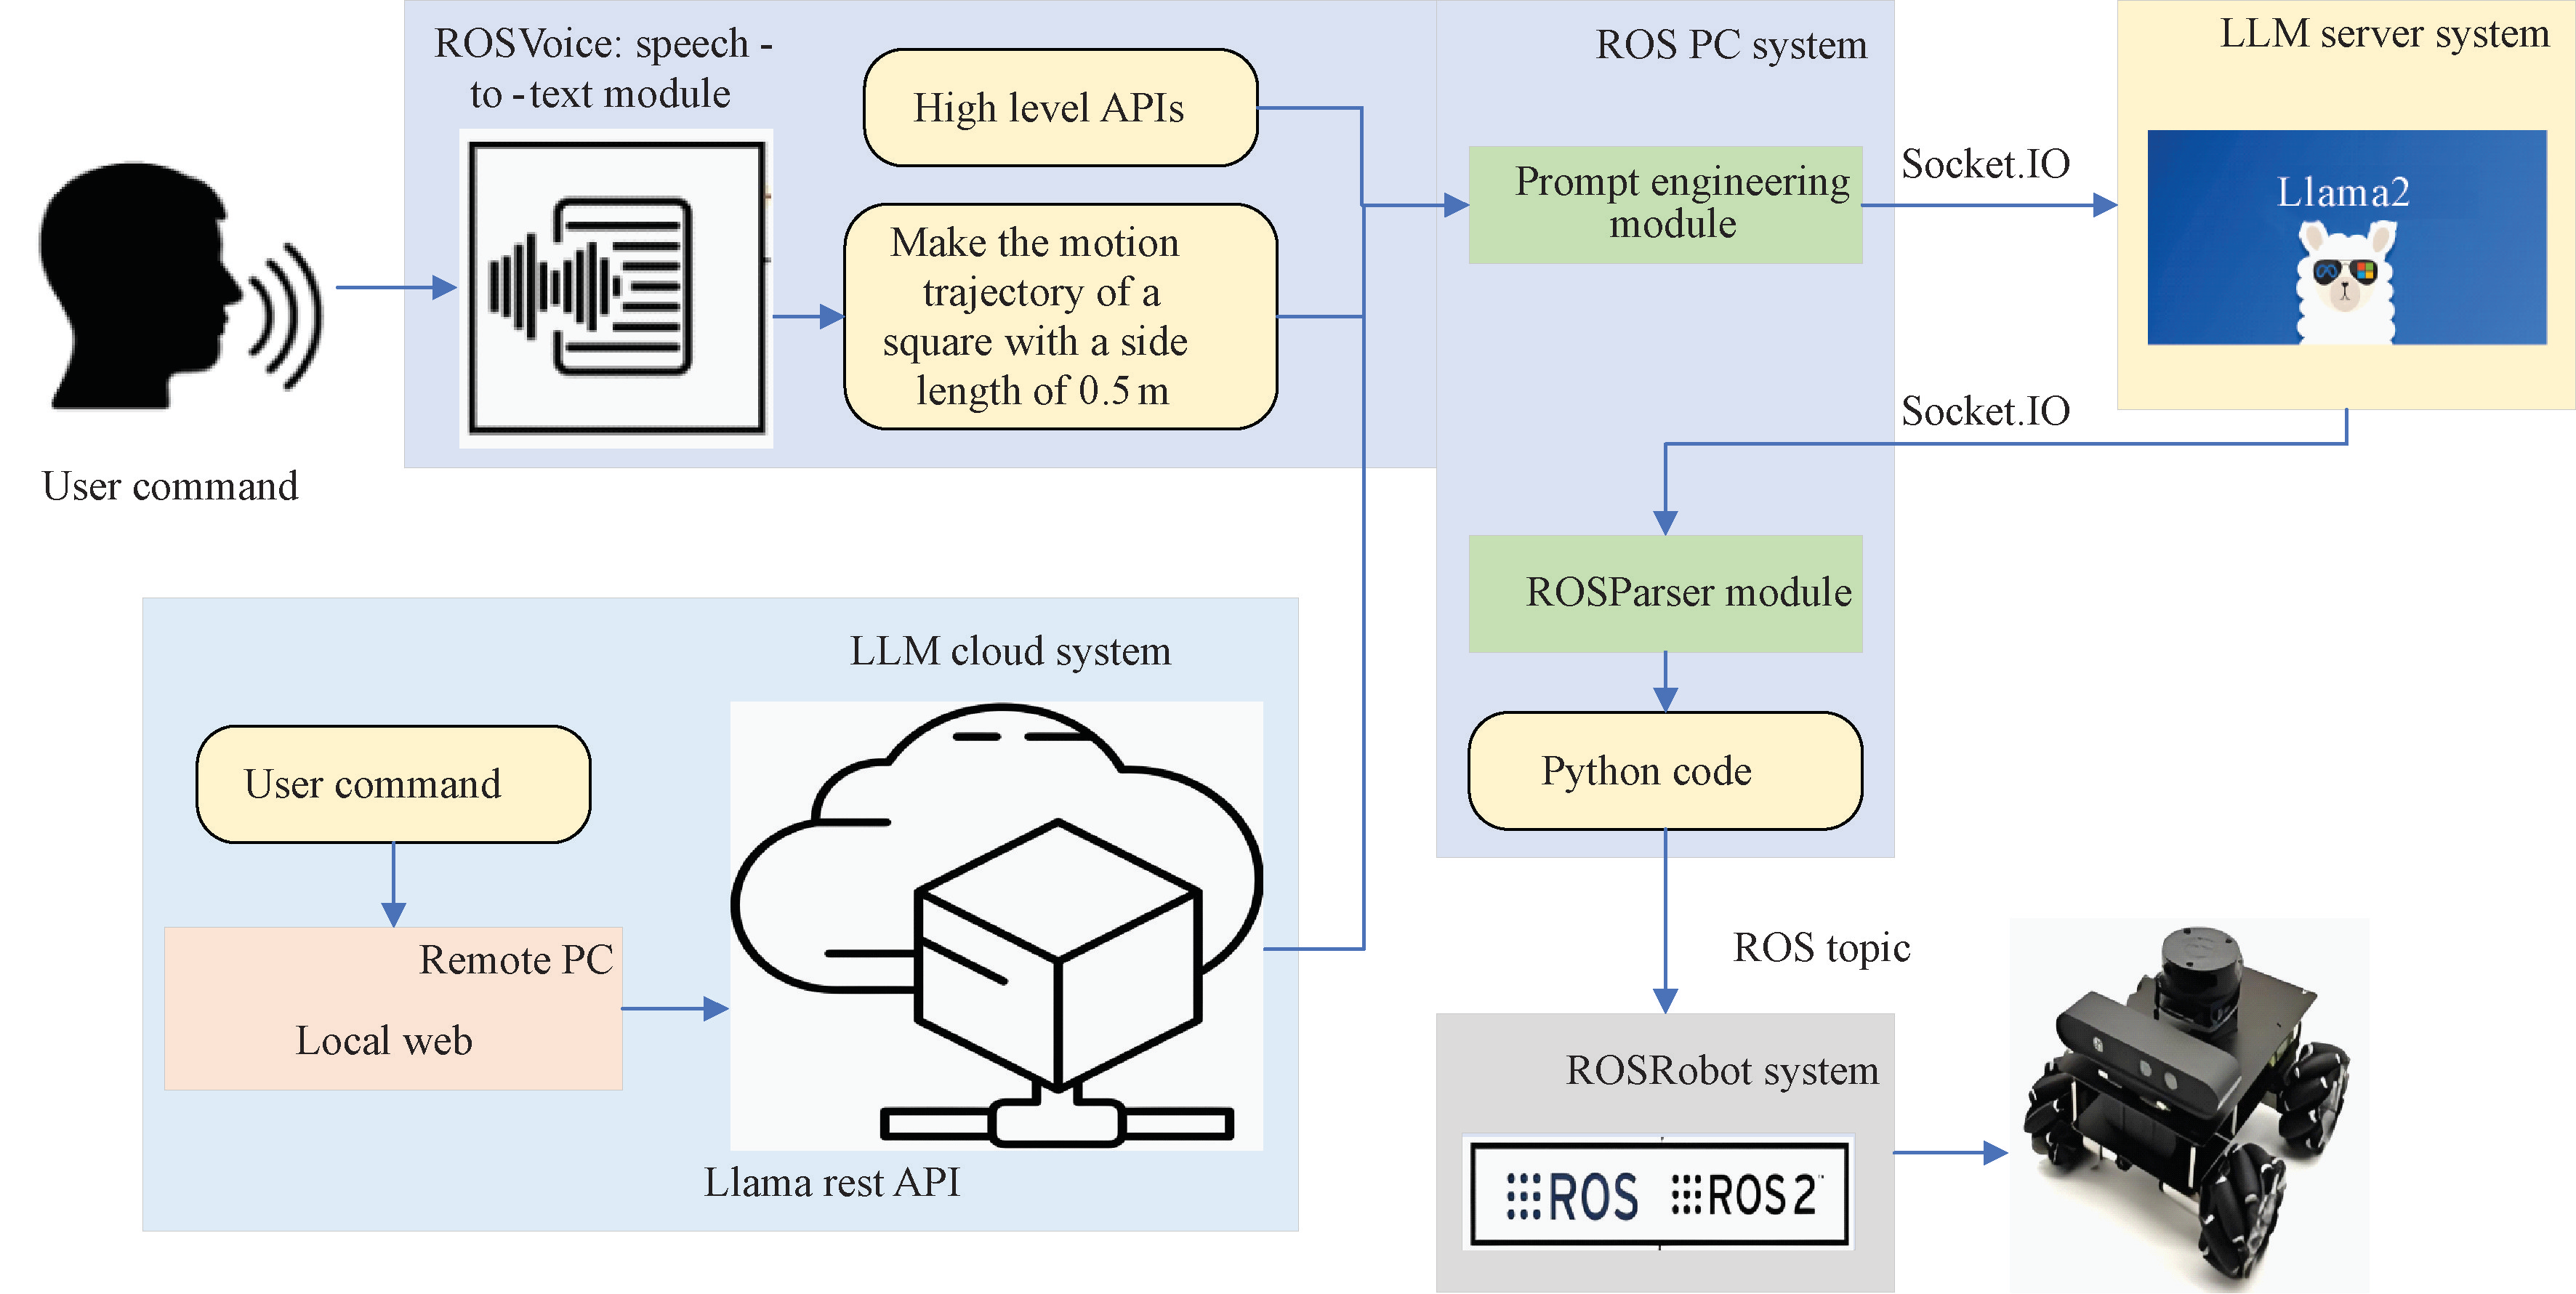 ROSVoice: speech -
to -text module
High level APIs
Make the motion
trajectory of a
square with a side
length of 0.5 m
User command
ROS PC system
Prompt engineering
module
Socket.IO
LLM server system
Llama2
Socket.IO
ROSParser module
Python code
LLM cloud system
User command
Remote PC
Local web
Llama rest API
ROS topic
ROSRobot system
ROS
ROS 2